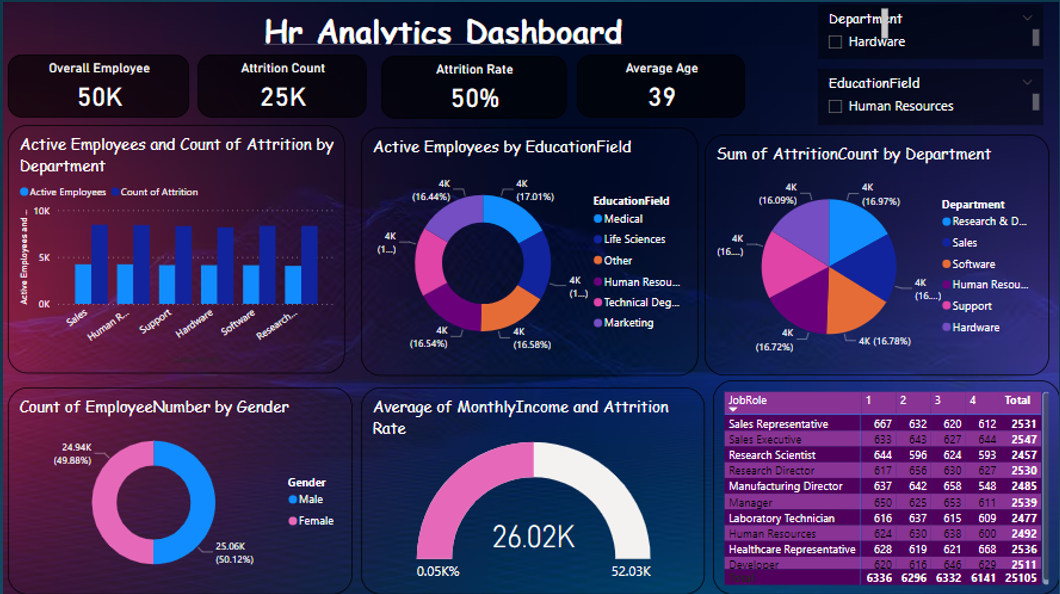 Hr Analytics Dashboard
Department
Hardware
EducationField
Human Resources
Overall Employee
50K
Attrition Count
25K
Attrition Rate
50%
Average Age
39
Active Employees and Count of Attrition by
Department
Active Employees Count of Attrition
Active Employees and ...
10K
5K
0K
Sales
Human R...
Support
Hardware
Software
Research...
Active Employees by EducationField
4K
(16.44%)
4K
(17.01%)
4K
(1...)
4K
(1...)
4K
(16.54%)
4K
(16.58%)
EducationField
Medical
Life Sciences
Other
Human Resou...
Technical Deg...
Marketing
Sum of AttritionCount by Department
4K
(16.09%)
4K
(16.97%)
4K
(16....)
4K
(16....)
4K
(16.72%)
4K (16.78%)
Department
Research & D...
Sales
Software
Human Resou...
Support
Hardware
Count of EmployeeNumber by Gender
24.94K
(49.88%)
25.06K
(50.12%)
Gender
Male
Female
Average of MonthlyIncome and Attrition
Rate
26.02K
0.05K%
52.03K
JobRole 1 2 3 4 Total
Sales Representative 667 632 620 612 2531
Sales Executive 633 643 627 644 2547
Research Scientist 644 596 624 593 2457
Research Director 617 656 630 627 2530
Manufacturing Director 637 642 658 548 2485
Manager 650 625 653 611 2539
Laboratory Technician 616 637 615 609 2477
Human Resources 624 630 638 600 2492
Healthcare Representative 628 619 621 668 2536
Developer 620 616 646 629 2511
Total 6336 6296 6332 6141 25105